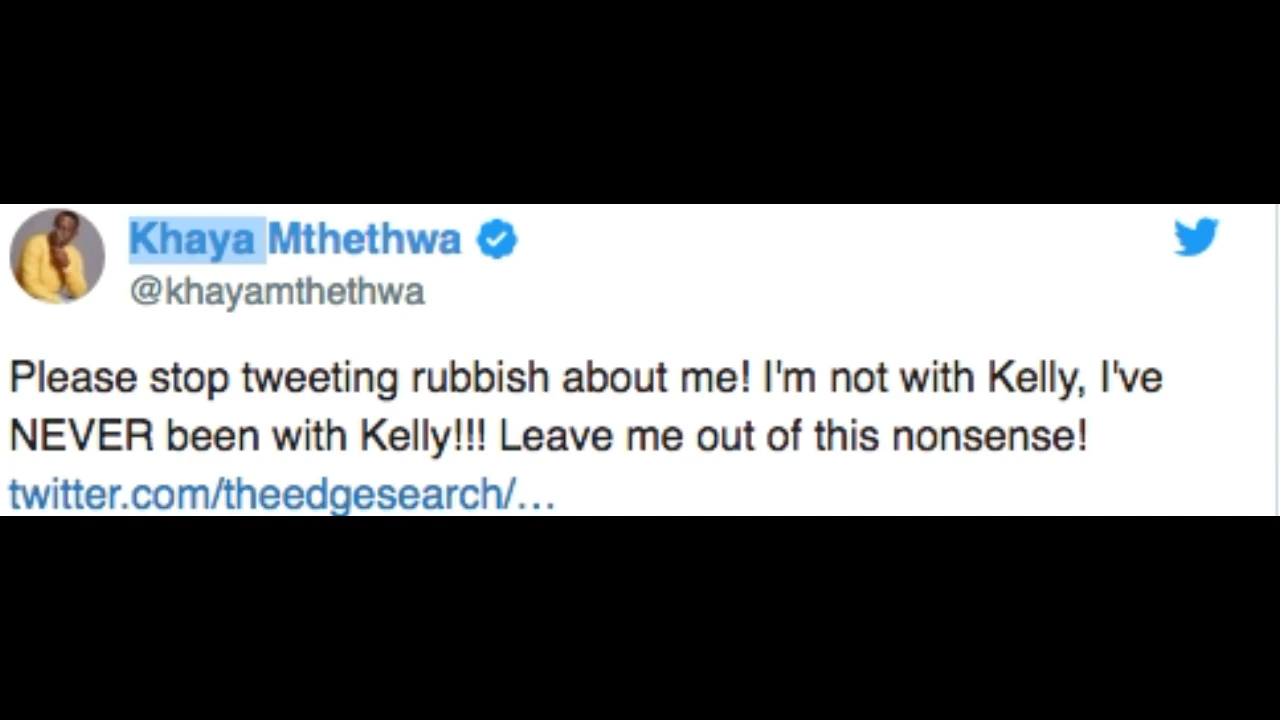 Khaya Mthethwa
@khayamthethwa
Please stop tweeting rubbish about me! I'm not with Kelly, I've
NEVER been with Kelly!!! Leave me out of this nonsense!
twitter.com/theedgesearch/...